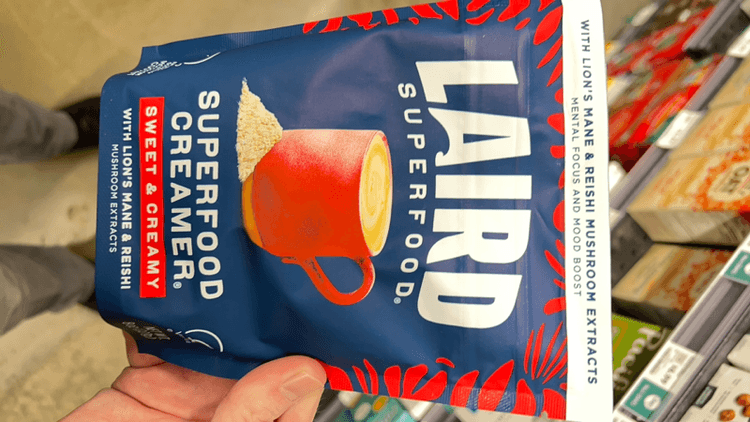 WITH LION'S MANE & REISHI MUSHROOM EXTRACTS
MENTAL FOCUS AND MOOD BOOST
LAIRD
SUPERFOOD®
SUPERFOOD
CREAMER®
SWEET & CREAMY
WITH LION'S MANE & REISHI
MUSHROOM EXTRACTS